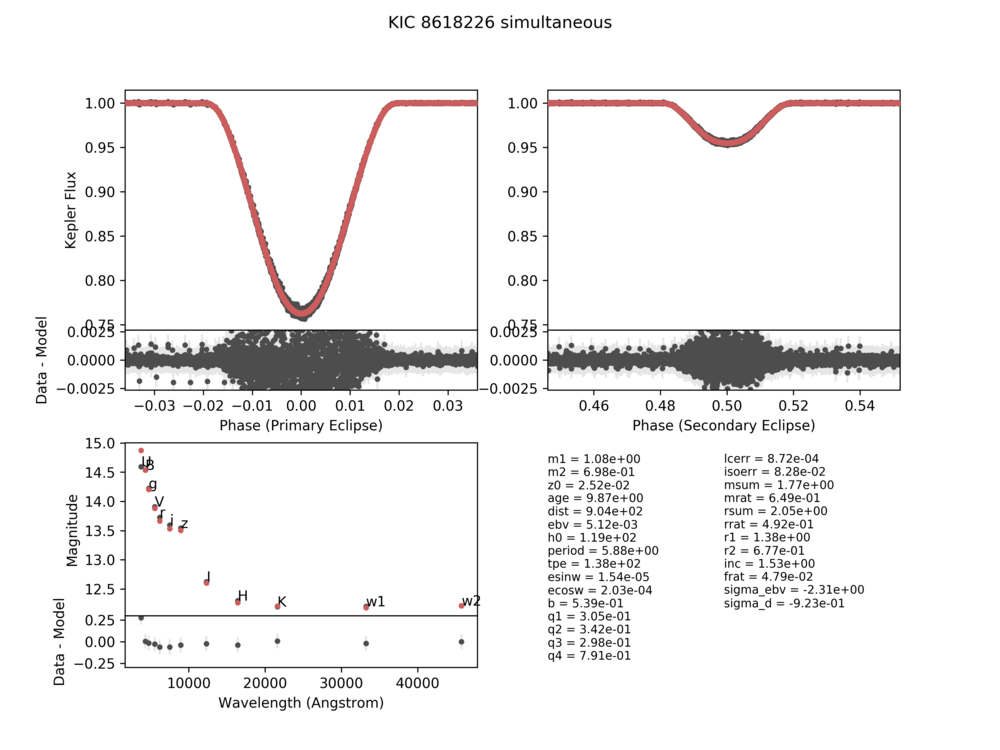 KIC 8618226 simultaneous
1.00
0.95
0.90
0.85
0.80
0.75
Kepler Flux
0.0025
0.0000
−0.0025
Data - Model
−0.03 −0.02 −0.01 0.00 0.01 0.02 0.03
Phase (Primary Eclipse)
1.00
0.95
0.90
0.85
0.80
0.75
0.0025
0.0000
−0.0025
0.46 0.48 0.50 0.52 0.54
Phase (Secondary Eclipse)
15.0
14.5
14.0
13.5
13.0
12.5
Magnitude
U
B
g
V
r
i
z
J
H
K
w1
w2
0.25
0.00
−0.25
Data - Model
10000 20000 30000 40000
Wavelength (Angstrom)
m1 = 1.08e+00
m2 = 6.98e-01
z0 = 2.52e-02
age = 9.87e+00
dist = 9.04e+02
ebv = 5.12e-03
h0 = 1.19e+02
period = 5.88e+00
tpe = 1.38e+02
esinw = 1.54e-05
ecosw = 2.03e-04
b = 5.39e-01
q1 = 3.05e-01
q2 = 3.42e-01
q3 = 2.98e-01
q4 = 7.91e-01
lcerr = 8.72e-04
isoerr = 8.28e-02
msum = 1.77e+00
mrat = 6.49e-01
rsum = 2.05e+00
rrat = 4.92e-01
r1 = 1.38e+00
r2 = 6.77e-01
inc = 1.53e+00
frat = 4.79e-02
sigma_ebv = -2.31e+00
sigma_d = -9.23e-01